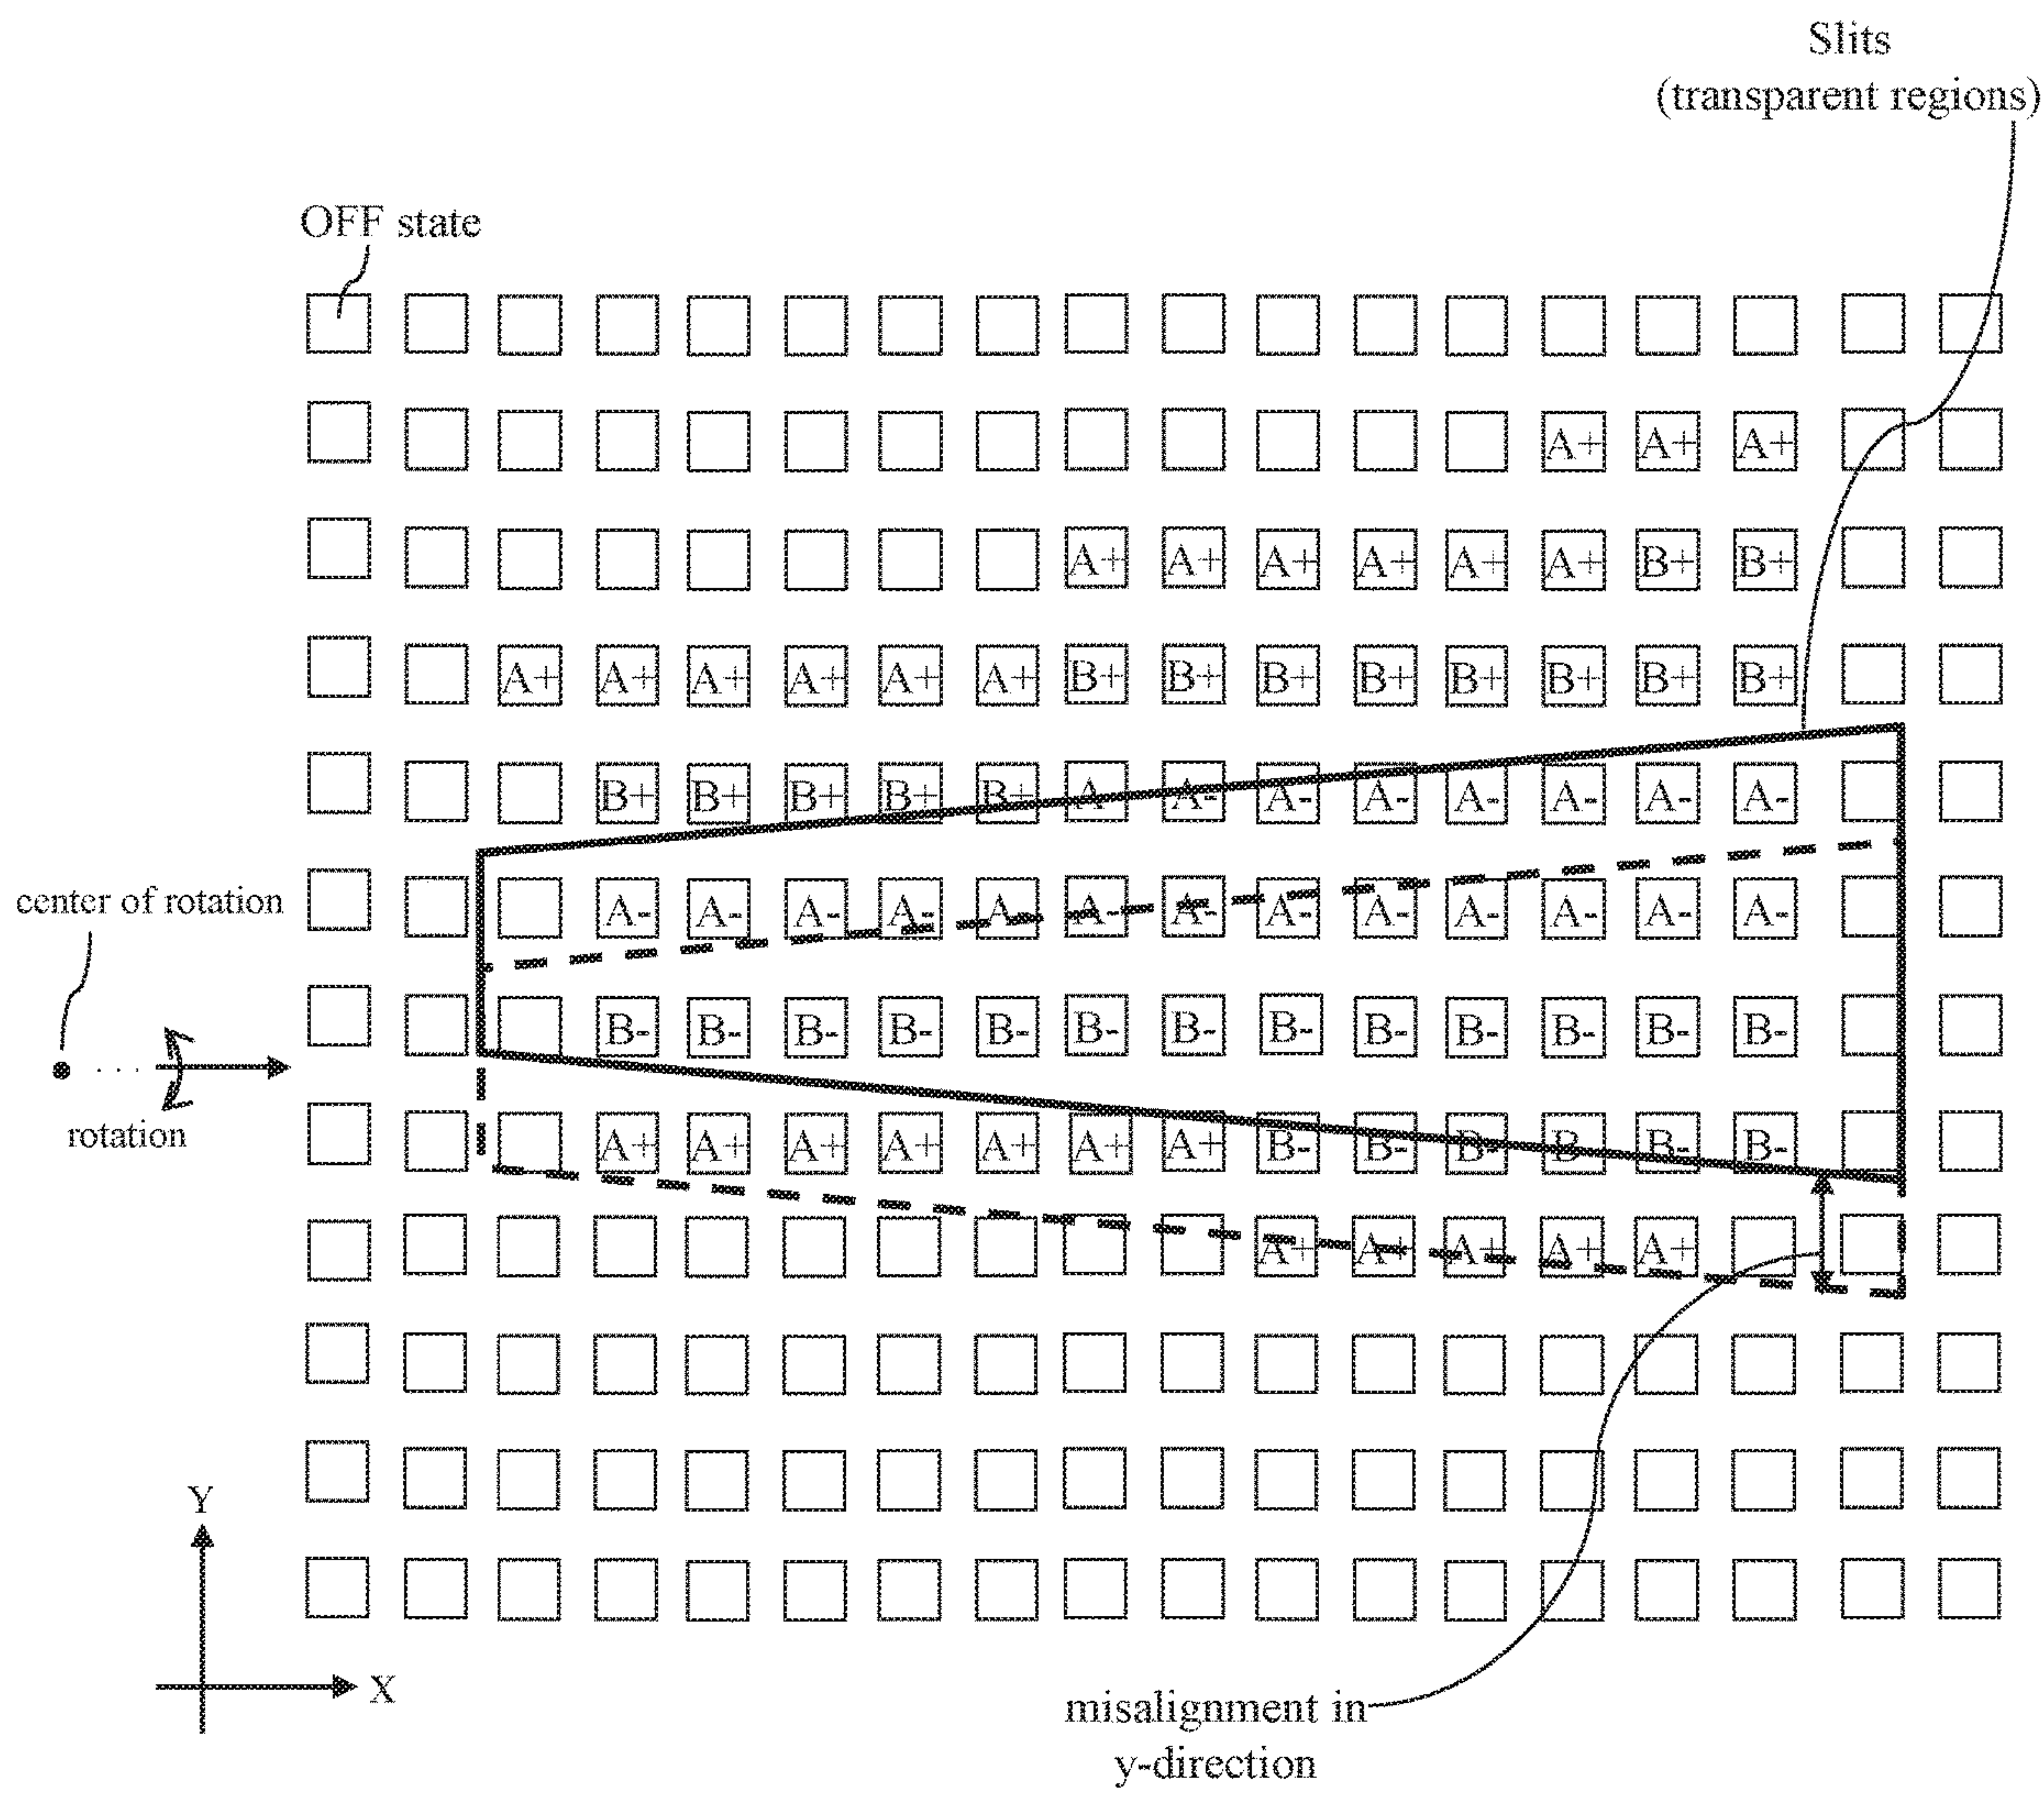 Slits
(transparent regions)
OFF state
A+ A+ A+
A+ A+ A+ A+ A+ A+ B+ B+
A+ A+ A+ A+ A+ A+ B+ B+ B+ B+ B+ B+ B+ B+
B+ B+ B+ B+ B+ A- A- A- A- A- A- A- A-
center of rotation
A- A- A- A- A- A- A- A- A- A- A- A- A-
B- B- B- B- B- B- B- B- B- B- B- B- B-
rotation
A+ A+ A+ A+ A+ A+ A+ B- B- B- B- B- B-
A+ A+ A+ A+ A+
Y
X
misalignment in
y-direction